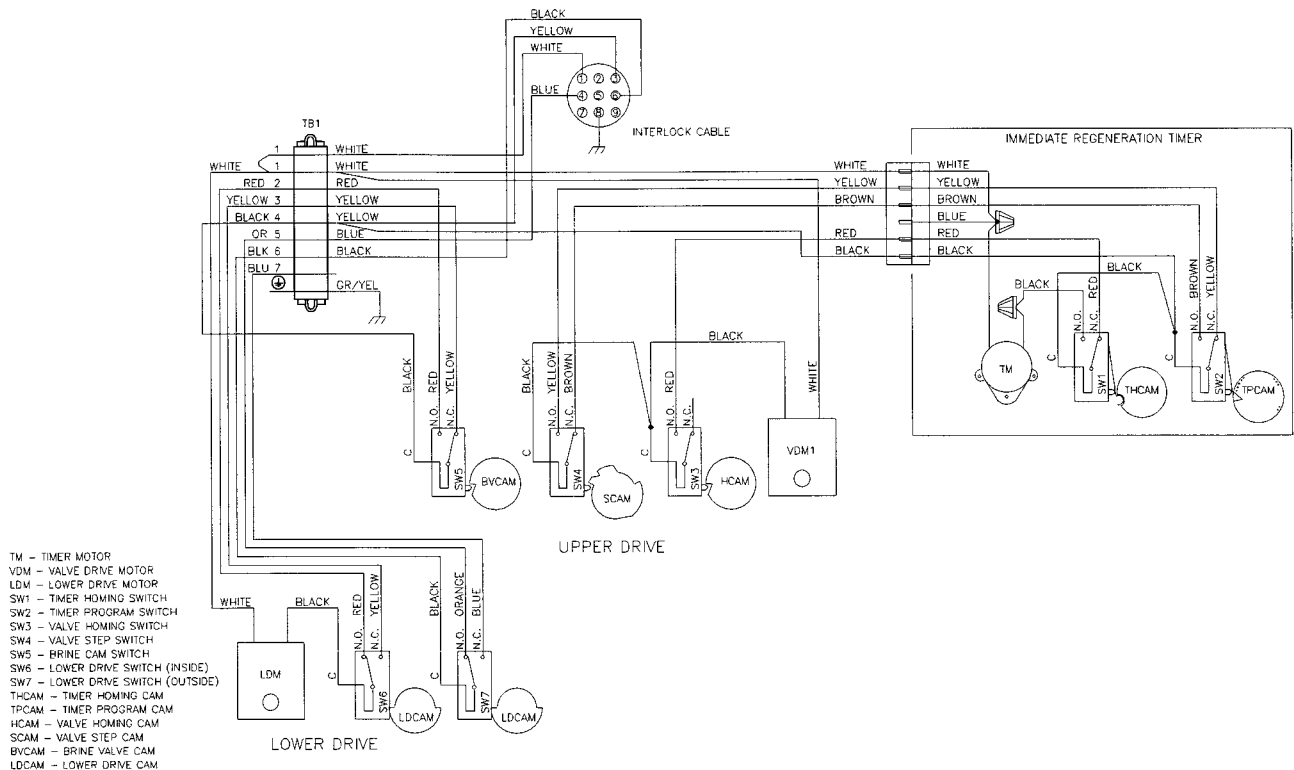 BLACK
YELLOW
WHITE
1 2 3
BLUE
4 5 6
7 8 9
INTERLOCK CABLE
TB1
IMMEDIATE REGENERATION TIMER
1 WHITE
WHITE 1 WHITE
RED 2 RED
YELLOW 3 YELLOW
BLACK 4 YELLOW
OR 5 BLUE
BLK 6 BLACK
BLU 7
GR/YEL
WHITE WHITE
YELLOW YELLOW
BROWN BROWN
BLUE
RED RED
BLACK BLACK
BLACK
BLACK
N.O.
N.C. RED
N.O. BROWN
N.C. YELLOW
TM
C
SW1
THCAM
C
SW2
TPCAM
BLACK
N.O. RED
N.C. YELLOW
C
SW5
BVCAM
BLACK
N.O. YELLOW
N.C. BROWN
C
SW4
SCAM
BLACK
N.O. RED
N.C.
C
SW3
HCAM
WHITE
VDM1
UPPER DRIVE
WHITE
BLACK
LDM
N.O. RED
N.C. YELLOW
C
SW6
LDCAM
BLACK
N.O. ORANGE
N.C. BLUE
C
SW7
LDCAM
LOWER DRIVE
TM – TIMER MOTOR
VDM – VALVE DRIVE MOTOR
LDM – LOWER DRIVE MOTOR
SW1 – TIMER HOMING SWITCH
SW2 – TIMER PROGRAM SWITCH
SW3 – VALVE HOMING SWITCH
SW4 – VALVE STEP SWITCH
SW5 – BRINE CAM SWITCH
SW6 – LOWER DRIVE SWITCH (INSIDE)
SW7 – LOWER DRIVE SWITCH (OUTSIDE)
THCAM – TIMER HOMING CAM
TPCAM – TIMER PROGRAM CAM
HCAM – VALVE HOMING CAM
SCAM – VALVE STEP CAM
BVCAM – BRINE VALVE CAM
LDCAM – LOWER DRIVE CAM